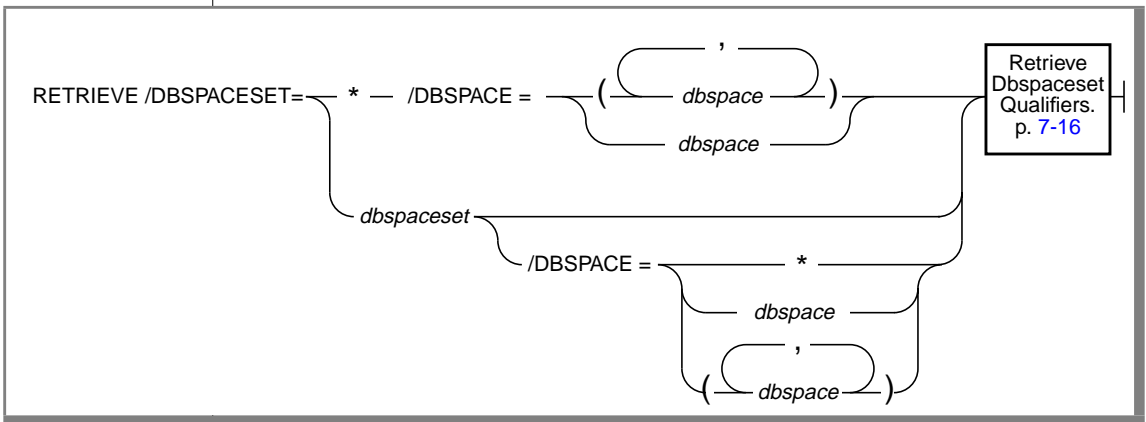 ,
RETRIEVE /DBSPACESET= * /DBSPACE = ( dbspace )
dbspace
Retrieve
Dbspaceset
Qualifiers.
p. 7-16
dbspaceset
/DBSPACE = *
dbspace
,
( dbspace )